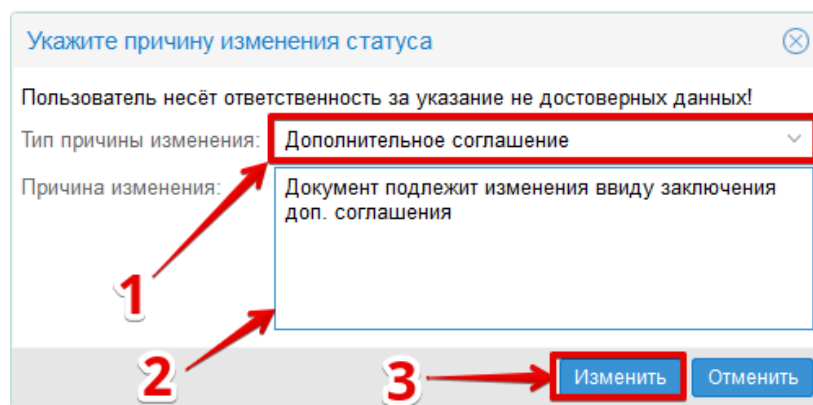 Укажите причину изменения статуса
Пользователь несёт ответственность за указание не достоверных данных!
Тип причины изменения: Дополнительное соглашение
Причина изменения: Документ подлежит изменения ввиду заключения
доп. соглашения
1
2
3
Изменить Отменить